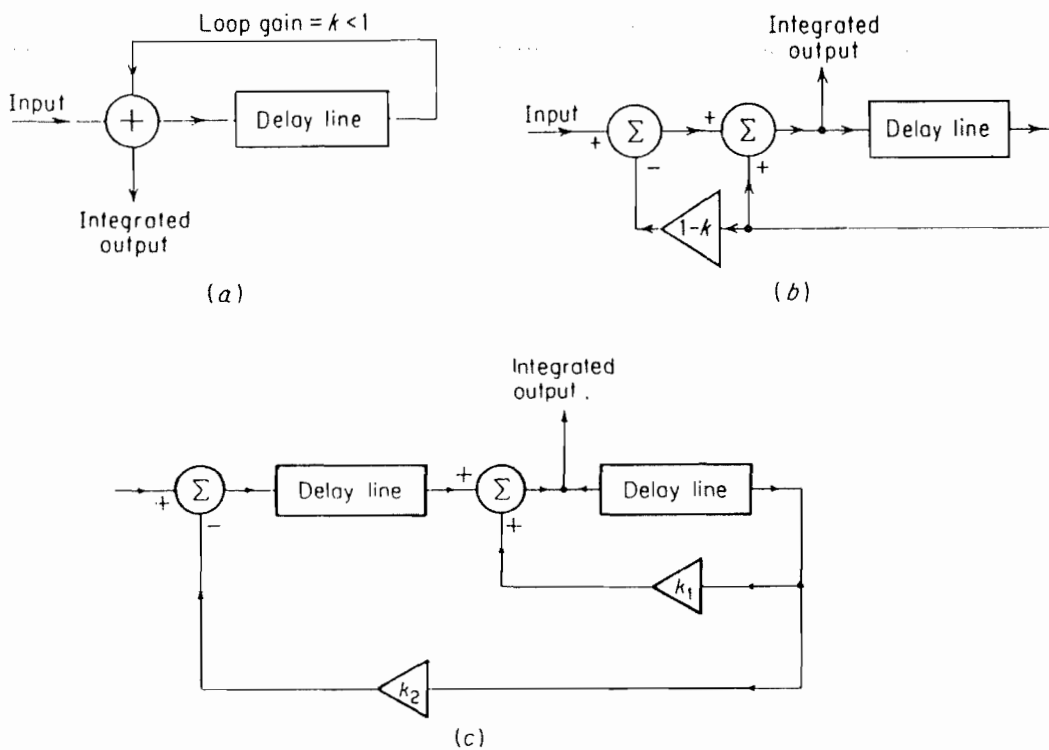 Loop gain = k < 1
Input
+
Delay line
Integrated
output
(a)
Integrated
output
Input
+
Σ
−
+
Σ
+
Delay line
1−k
(b)
Integrated
output.
+
Σ
−
Delay line
+
Σ
+
Delay line
k₁
k₂
(c)